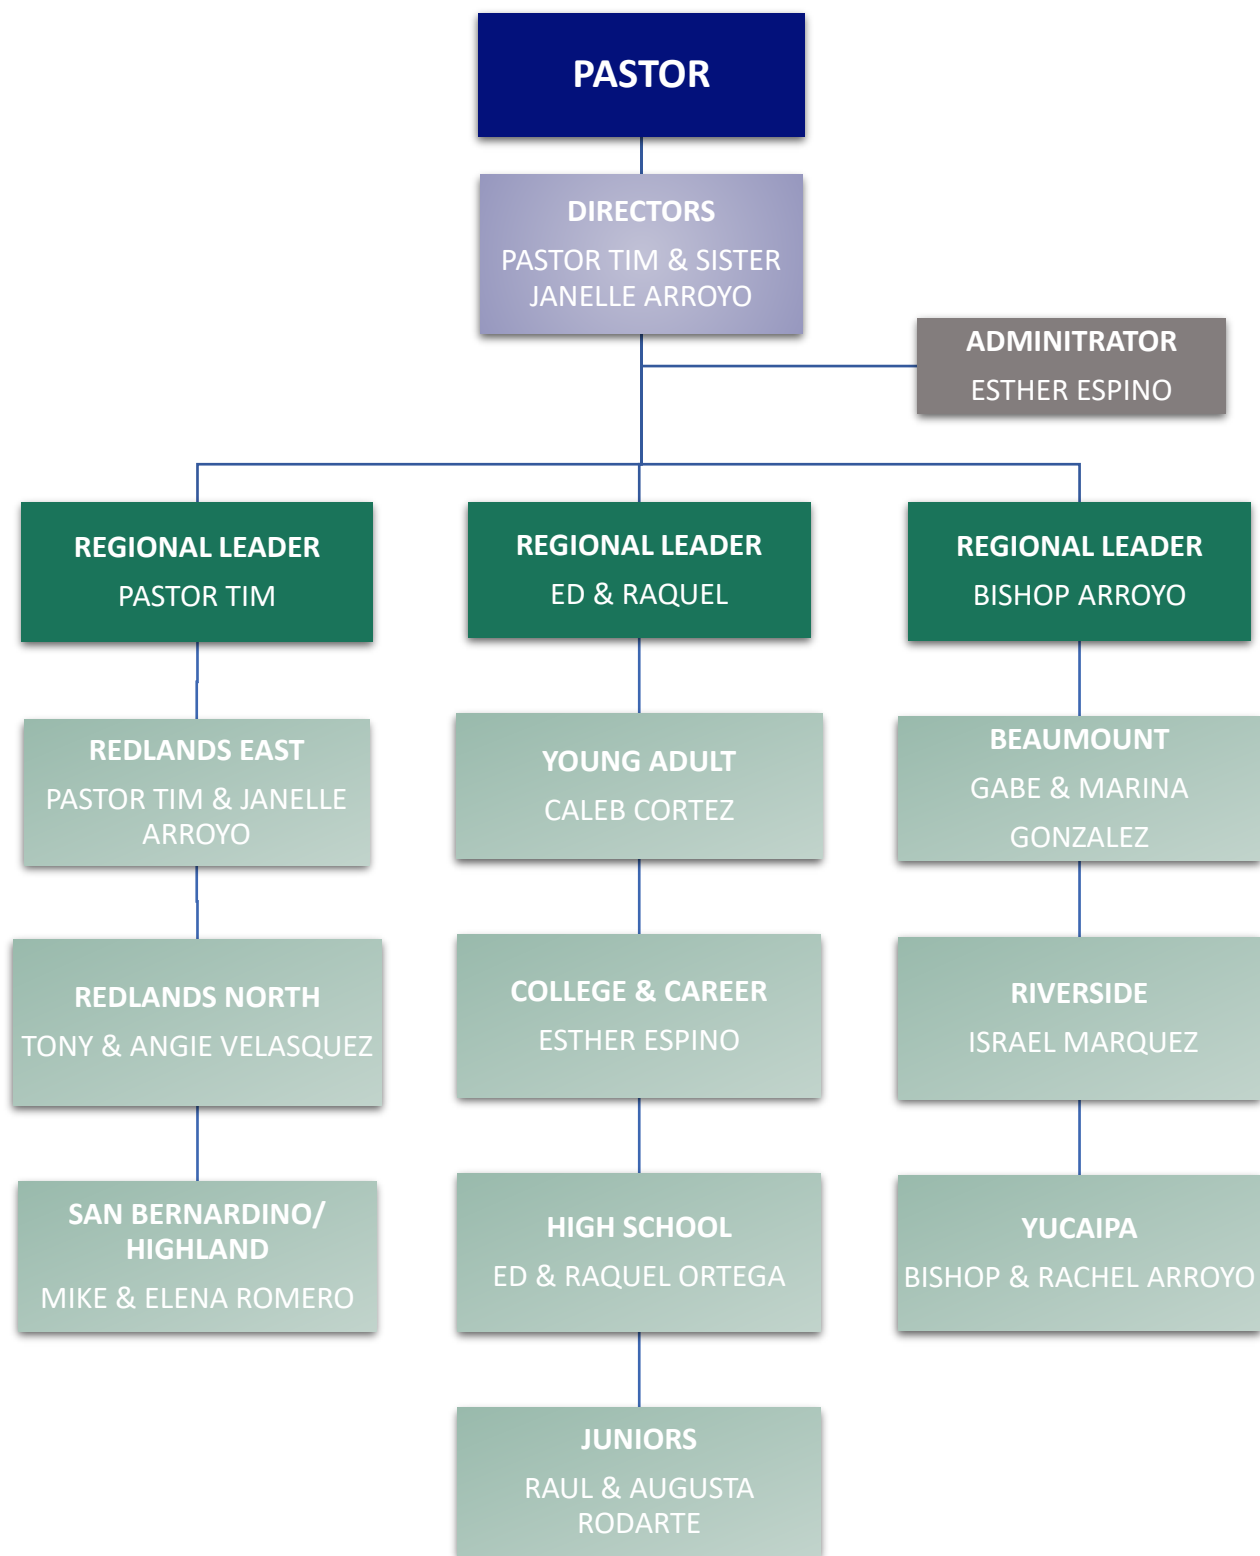 PASTOR
DIRECTORS
PASTOR TIM & SISTER
JANELLE ARROYO
ADMINITRATOR
ESTHER ESPINO
REGIONAL LEADER
PASTOR TIM
REGIONAL LEADER
ED & RAQUEL
REGIONAL LEADER
BISHOP ARROYO
REDLANDS EAST
PASTOR TIM & JANELLE
ARROYO
YOUNG ADULT
CALEB CORTEZ
BEAUMOUNT
GABE & MARINA
GONZALEZ
REDLANDS NORTH
TONY & ANGIE VELASQUEZ
COLLEGE & CAREER
ESTHER ESPINO
RIVERSIDE
ISRAEL MARQUEZ
SAN BERNARDINO/
HIGHLAND
MIKE & ELENA ROMERO
HIGH SCHOOL
ED & RAQUEL ORTEGA
YUCAIPA
BISHOP & RACHEL ARROYO
JUNIORS
RAUL & AUGUSTA
RODARTE